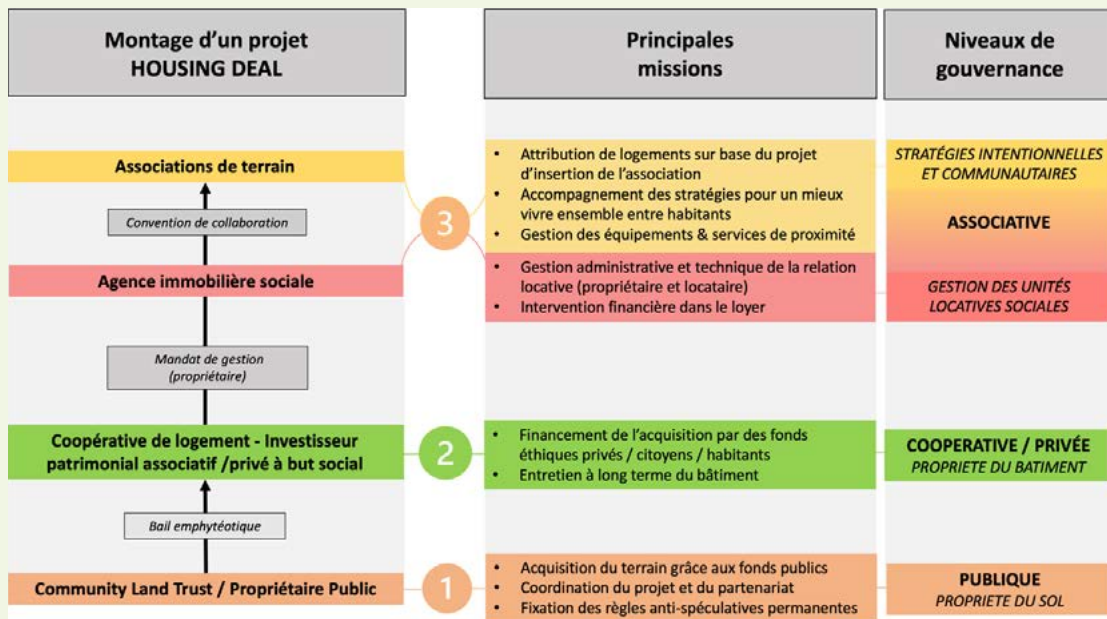 Montage d'un projet
HOUSING DEAL
Principales
missions
Niveaux de
gouvernance
Associations de terrain
Convention de collaboration
Agence immobilière sociale
Mandat de gestion
(propriétaire)
Coopérative de logement - Investisseur
patrimonial associatif /privé à but social
Bail emphytéotique
Community Land Trust / Propriétaire Public
3
2
1
• Attribution de logements sur base du projet
d'insertion de l'association
• Accompagnement des stratégies pour un mieux
vivre ensemble entre habitants
• Gestion des équipements & services de proximité
• Gestion administrative et technique de la relation
locative (propriétaire et locataire)
• Intervention financière dans le loyer
• Financement de l'acquisition par des fonds
éthiques privés / citoyens / habitants
• Entretien à long terme du bâtiment
• Acquisition du terrain grâce aux fonds publics
• Coordination du projet et du partenariat
• Fixation des règles anti-spéculatives permanentes
STRATÉGIES INTENTIONNELLES
ET COMMUNAUTAIRES
ASSOCIATIVE
GESTION DES UNITÉS
LOCATIVES SOCIALES
COOPERATIVE / PRIVÉE
PROPRIETE DU BATIMENT
PUBLIQUE
PROPRIETE DU SOL